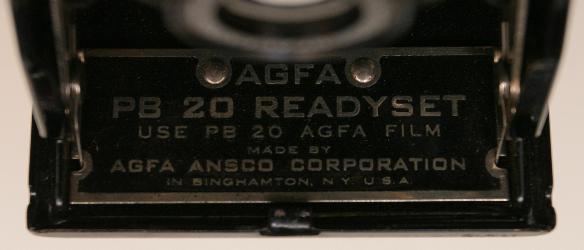 AGFA
PB 20 READYSET
USE PB 20 AGFA FILM
MADE BY
AGFA ANSCO CORPORATION
IN BINGHAMTON, N.Y. U.S.A.